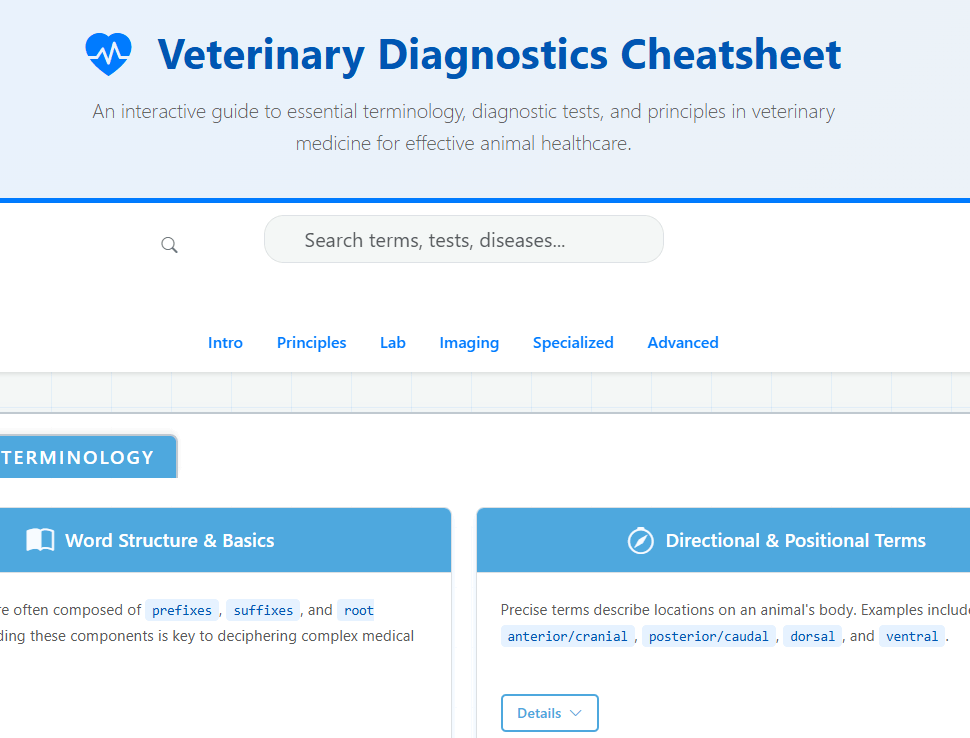 Veterinary Diagnostics Cheatsheet
An interactive guide to essential terminology, diagnostic tests, and principles in veterinary
medicine for effective animal healthcare.
Search terms, tests, diseases...
Intro Principles Lab Imaging Specialized Advanced
TERMINOLOGY
Word Structure & Basics
often composed of prefixes, suffixes, and root
these components is key to deciphering complex medical
Directional & Positional Terms
Precise terms describe locations on an animal's body. Examples
anterior/cranial, posterior/caudal, dorsal, and ventral.
Details